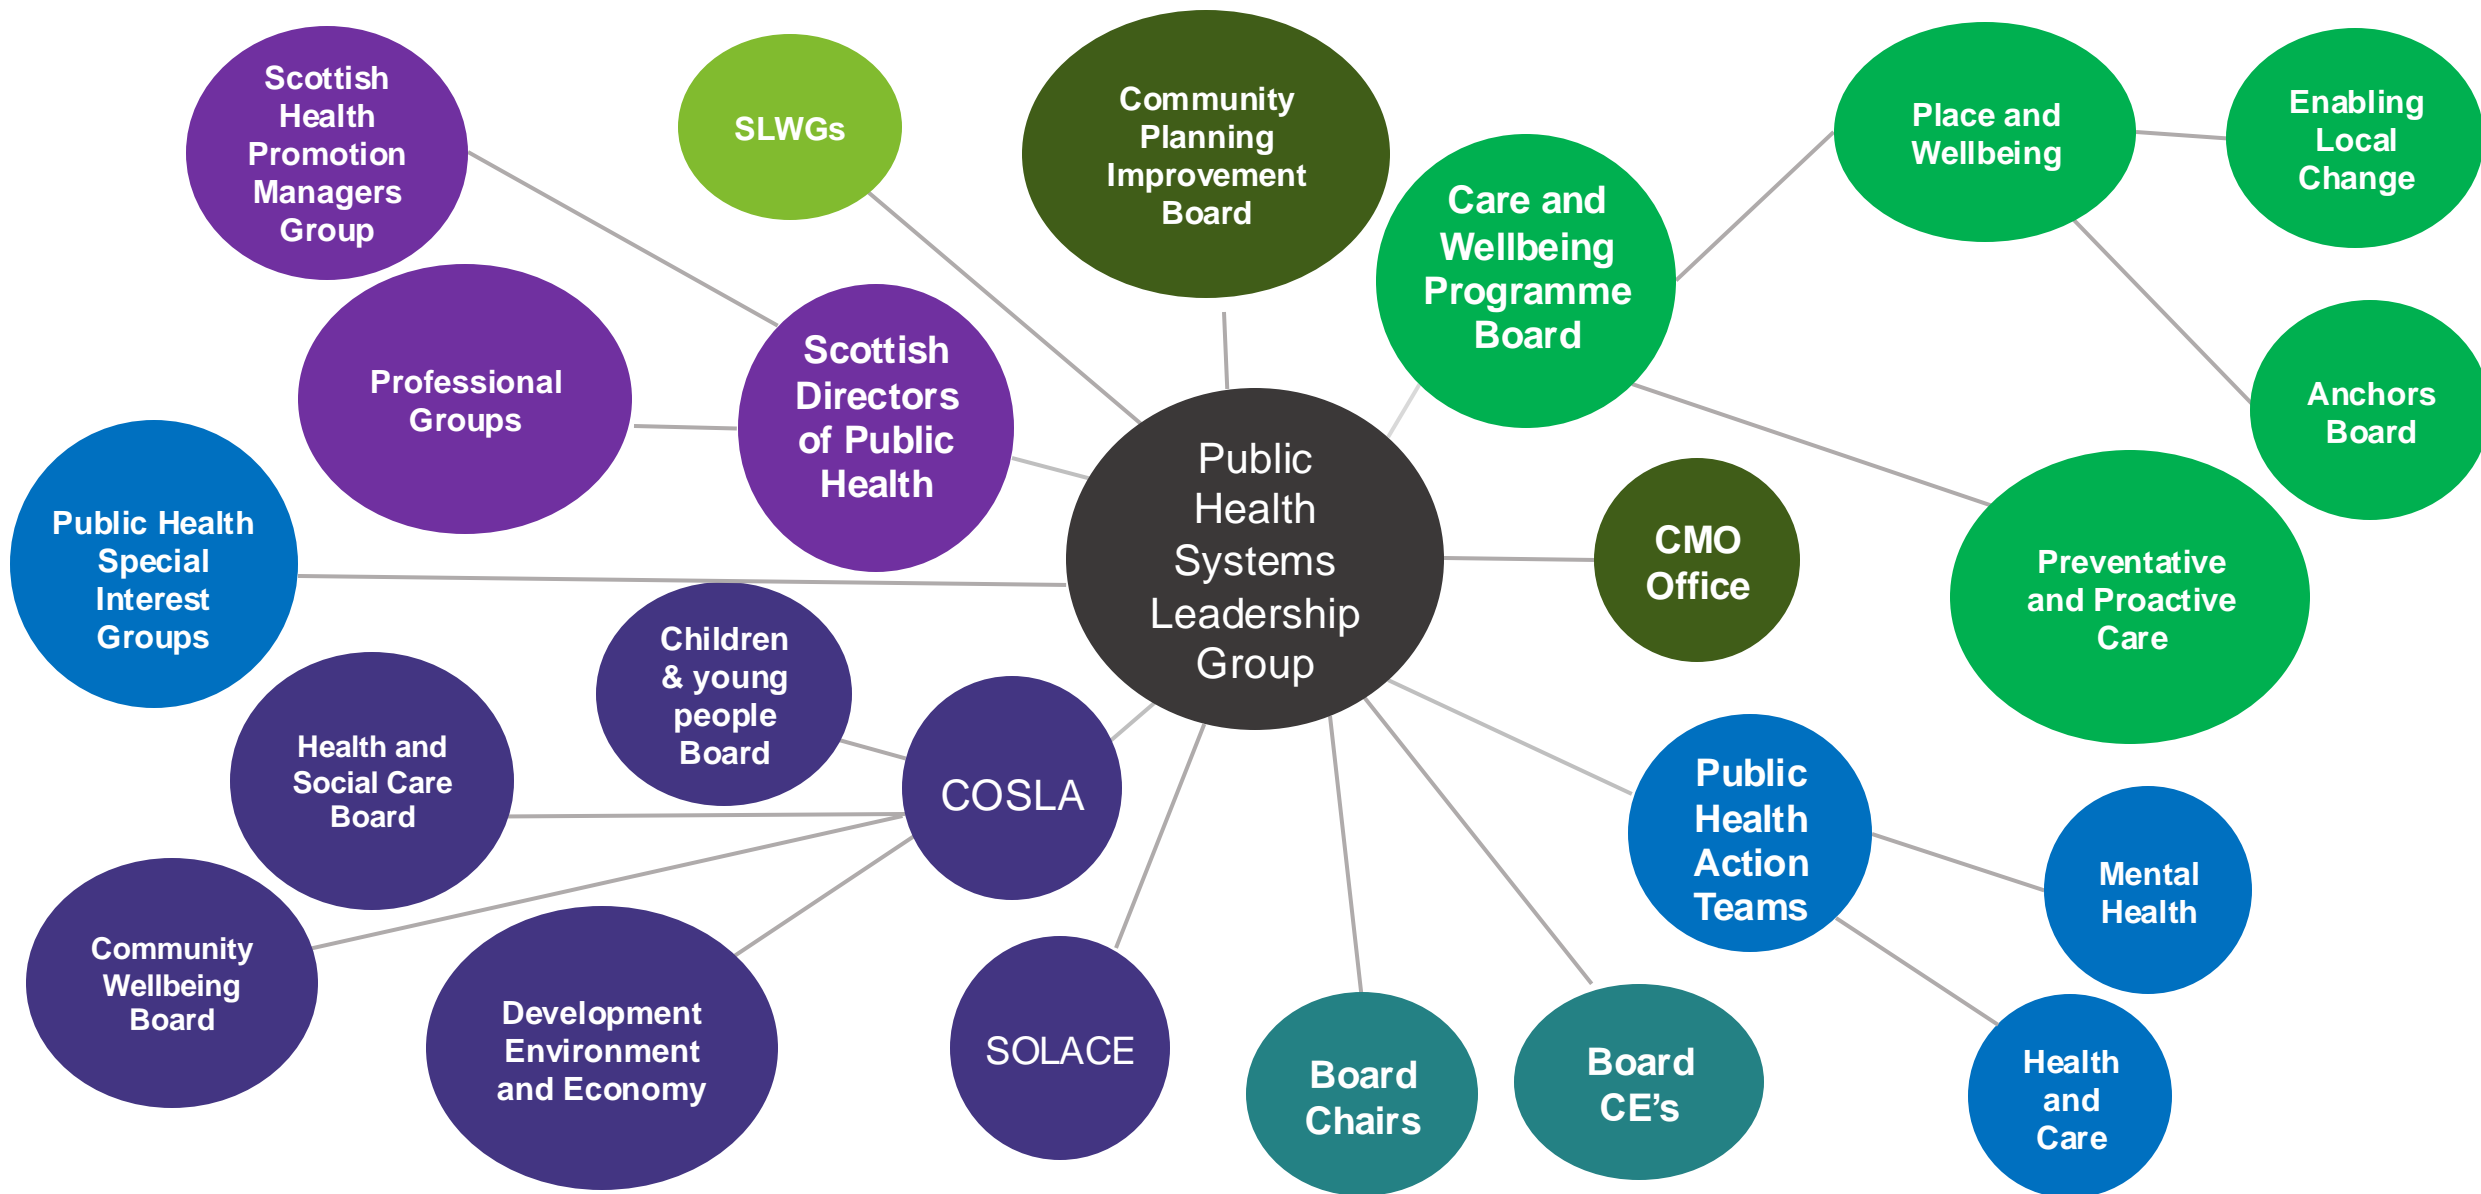 Scottish
Health
Promotion
Managers
Group
SLWGs
Community
Planning
Improvement
Board
Care and
Wellbeing
Programme
Board
Place and
Wellbeing
Enabling
Local
Change
Professional
Groups
Scottish
Directors
of Public
Health
Anchors
Board
Public
Health
Systems
Leadership
Group
Public Health
Special
Interest
Groups
CMO
Office
Preventative
and Proactive
Care
Children
& young
people
Board
Health and
Social Care
Board
COSLA
Public
Health
Action
Teams
Mental
Health
Community
Wellbeing
Board
Development
Environment
and Economy
SOLACE
Board
Chairs
Board
CE’s
Health
and
Care